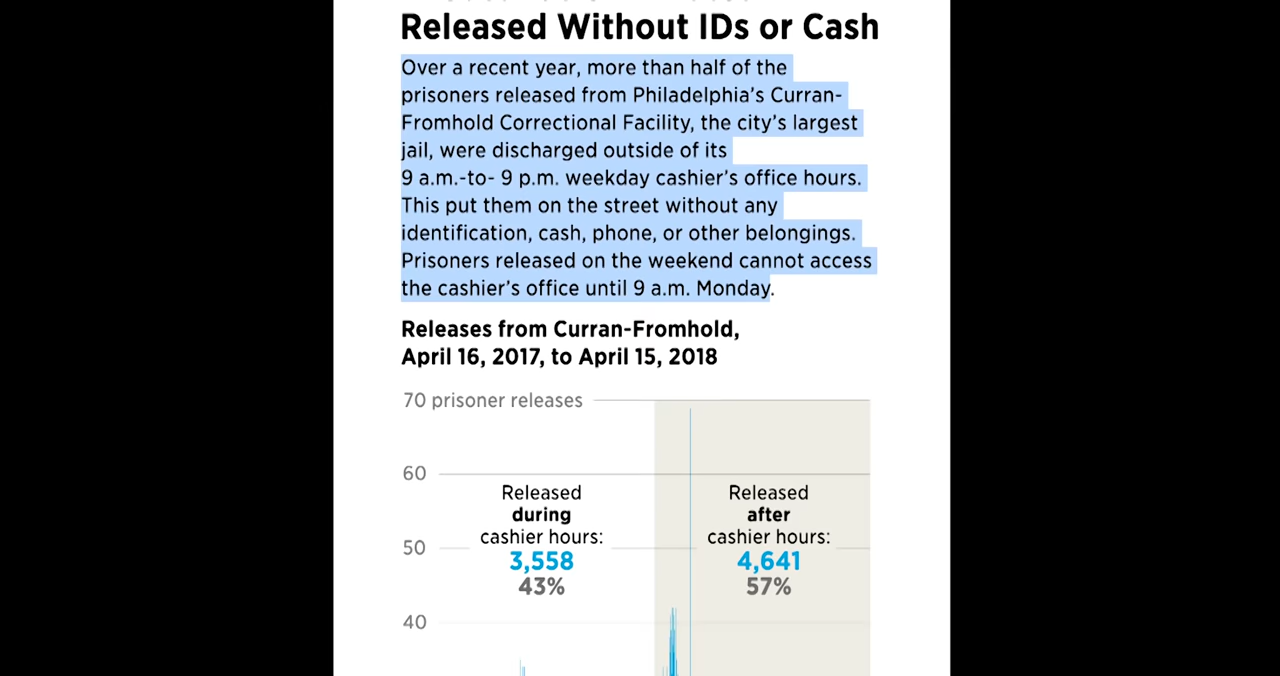 Released Without IDs or Cash
Over a recent year, more than half of the
prisoners released from Philadelphia's Curran-
Fromhold Correctional Facility, the city's largest
jail, were discharged outside of its
9 a.m.-to- 9 p.m. weekday cashier's office hours.
This put them on the street without any
identification, cash, phone, or other belongings.
Prisoners released on the weekend cannot access
the cashier's office until 9 a.m. Monday.
Releases from Curran-Fromhold,
April 16, 2017, to April 15, 2018
70 prisoner releases
60
Released
during
cashier hours:
3,558
43%
Released
after
cashier hours:
4,641
57%
50
40